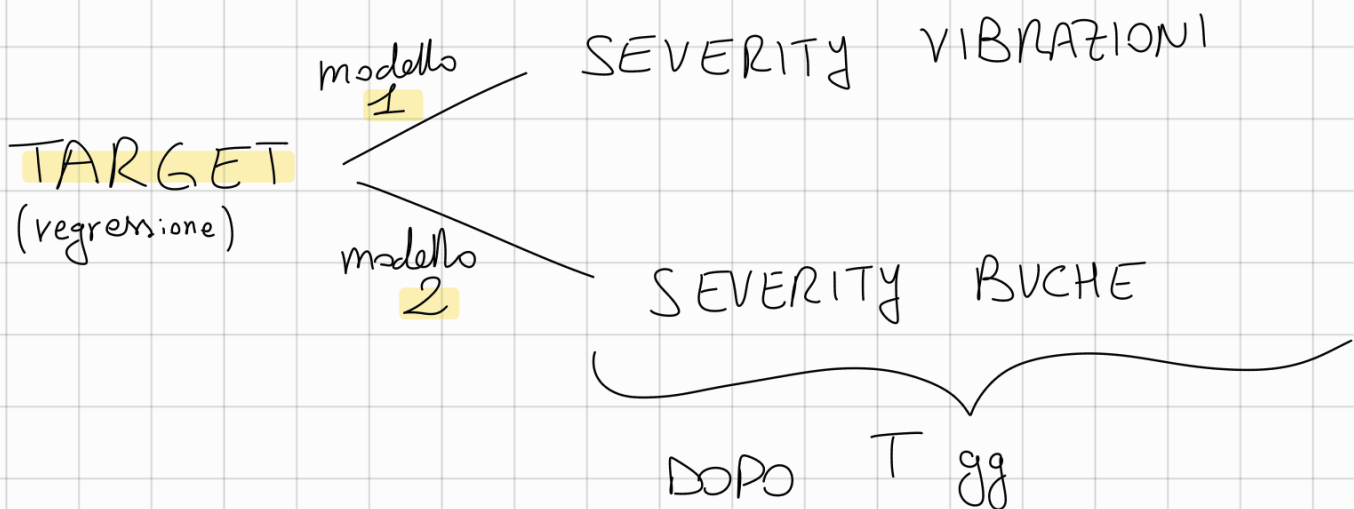 modello
1
SEVERITY VIBRAZIONI
TARGET
(regressione)
modello
2
SEVERITY BUCHE
DOPO T gg